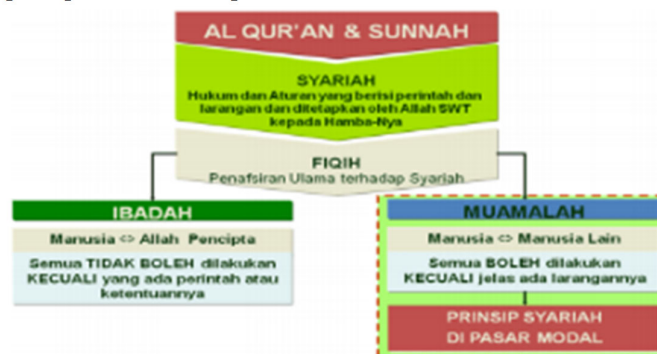 AL QUR'AN & SUNNAH
SYARIAH
Hukum dan Aturan yang berisi perintah dan
larangan dan ditetapkan oleh Allah SWT
kepada Hamba-Nya
FIQIH
Penafsiran Ulama terhadap Syariah
IBADAH
Manusia <> Allah Pencipta
Semua TIDAK BOLEH dilakukan
KECUALI yang ada perintah atau
ketentuannya
MUAMALAH
Manusia <> Manusia Lain
Semua BOLEH dilakukan
KECUALI jelas ada larangannya
PRINSIP SYARIAH
DI PASAR MODAL